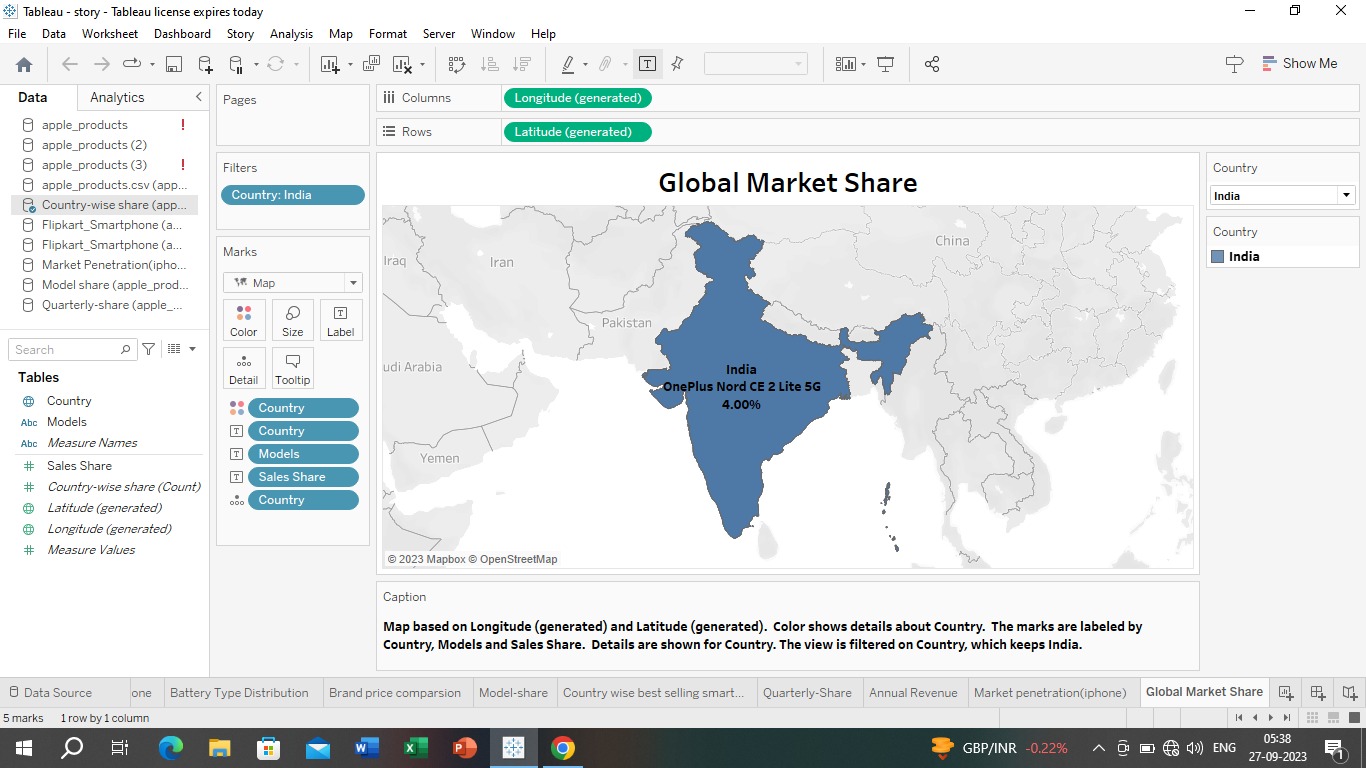 Tableau - story - Tableau license expires today
File Data Worksheet Dashboard Story Analysis Map Format Server Window Help
Show Me
Data Analytics
apple_products !
apple_products (2)
apple_products (3) !
apple_products.csv (app...
Country-wise share (app...
Flipkart_Smartphone (a...
Flipkart_Smartphone (a...
Market Penetration(ipho...
Model share (apple_prod...
Quarterly-share (apple_...
Search
Tables
Country
Abc Models
Abc Measure Names
Sales Share
Country-wise share (Count)
Latitude (generated)
Longitude (generated)
Measure Values
Pages
Filters
Country: India
Marks
Map
Color Size Label
Detail Tooltip
Country
Country
Models
Sales Share
Country
Columns Longitude (generated)
Rows Latitude (generated)
Global Market Share
China
Iraq
Iran
Pakistan
udi Arabia
Yemen
India
OnePlus Nord CE 2 Lite 5G
4.00%
© 2023 Mapbox © OpenStreetMap
Country
India
Country
India
Caption
Map based on Longitude (generated) and Latitude (generated). Color shows details about Country. The marks are labeled by
Country, Models and Sales Share. Details are shown for Country. The view is filtered on Country, which keeps India.
Data Source one Battery Type Distribution Brand price comparsion Model-share Country wise best selling smart... Quarterly-Share Annual Revenue Market penetration(iphone) Global Market Share
5 marks 1 row by 1 column
GBP/INR -0.22% ENG 05:38
27-09-2023 1